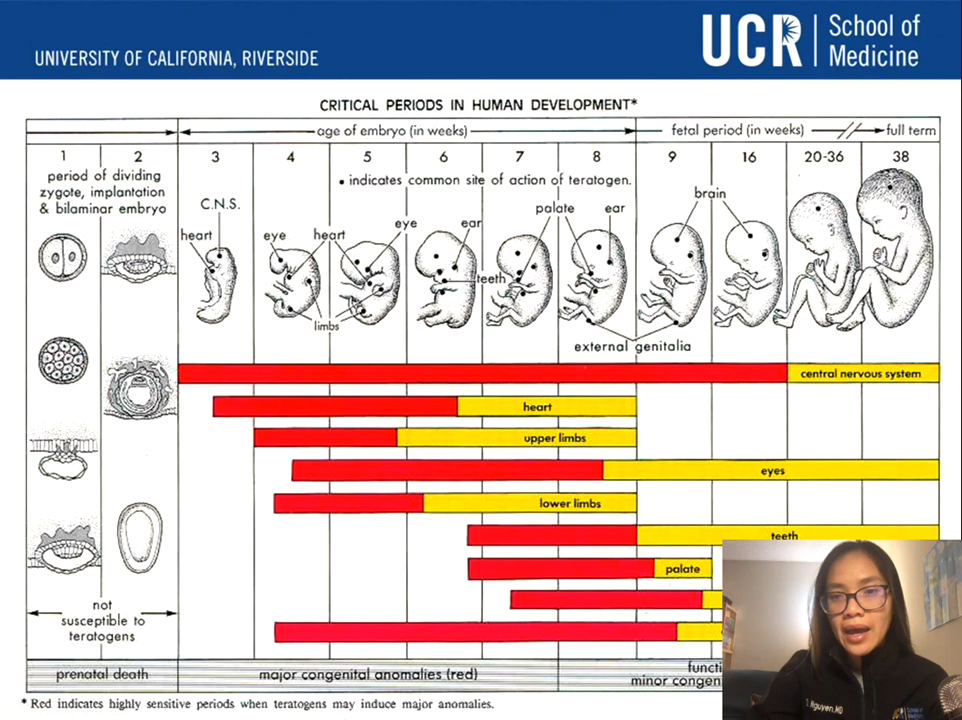 UNIVERSITY OF CALIFORNIA, RIVERSIDE
UCR
School of
Medicine
CRITICAL PERIODS IN HUMAN DEVELOPMENT*
age of embryo (in weeks)
fetal period (in weeks)
full term
1 2 3 4 5 6 7 8 9 16 20-36 38
period of dividing
zygote, implantation
& bilaminar embryo
• indicates common site of action of teratogen.
C.N.S.
heart
eye
heart
eye
ear
palate
ear
brain
teeth
limbs
external genitalia
central nervous system
heart
upper limbs
eyes
lower limbs
teeth
palate
not
susceptible to
teratogens
prenatal death
major congenital anomalies (red)
minor
* Red indicates highly sensitive periods when teratogens may induce major anomalies.
Nguyen, MD